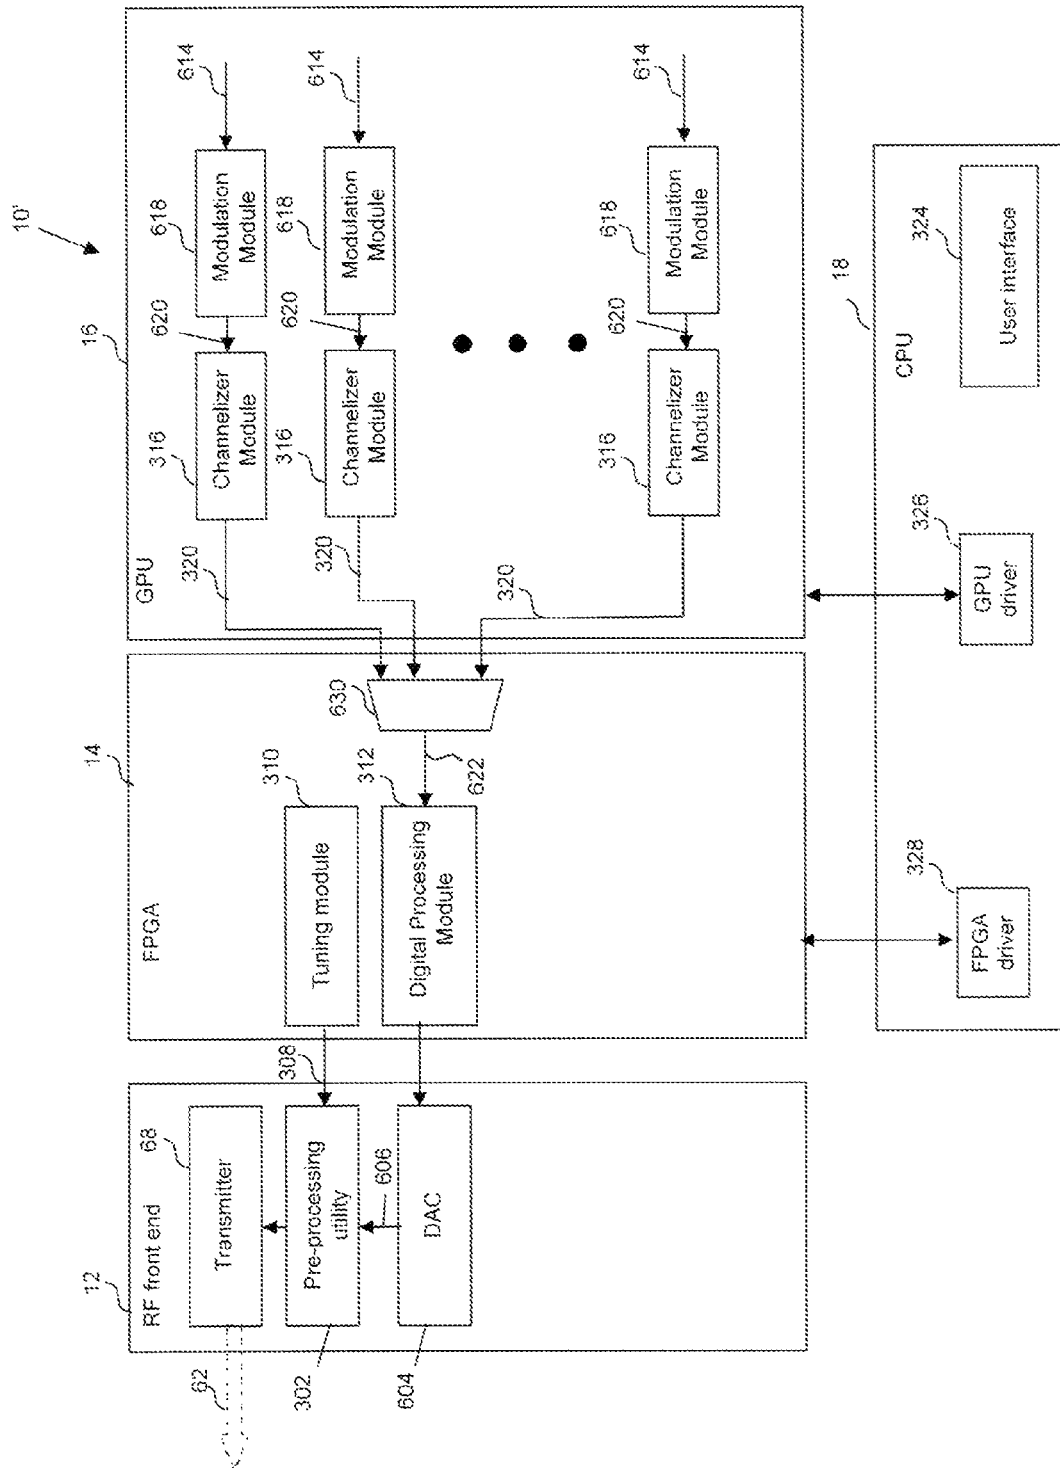 10'
12
14
16
RF front end
68
FPGA
GPU
62
320
316
620
618
614
Transmitter
Channelizer
Module
Modulation
Module
302
308
310
320
316
620
618
614
Pre-processing
utility
Tuning module
630
Channelizer
Module
Modulation
Module
604
606
312
DAC
Digital Processing
Module
622
320
316
620
618
614
Channelizer
Module
Modulation
Module
18
CPU
328
326
324
FPGA
driver
GPU
driver
User interface